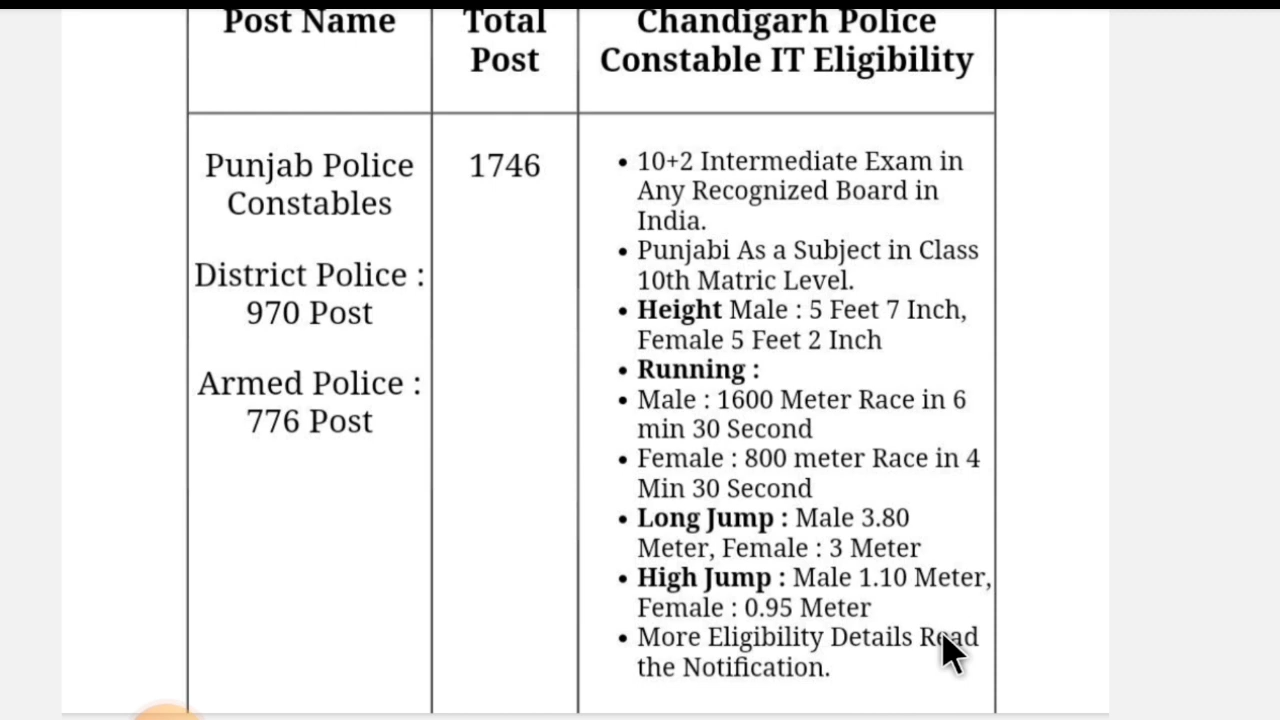 Post Name
Total
Post
Chandigarh Police
Constable IT Eligibility
Punjab Police
Constables
District Police :
970 Post
Armed Police :
776 Post
1746
• 10+2 Intermediate Exam in
Any Recognized Board in
India.
• Punjabi As a Subject in Class
10th Matric Level.
• Height Male : 5 Feet 7 Inch,
Female 5 Feet 2 Inch
• Running :
• Male : 1600 Meter Race in 6
min 30 Second
• Female : 800 meter Race in 4
Min 30 Second
• Long Jump : Male 3.80
Meter, Female : 3 Meter
• High Jump : Male 1.10 Meter,
Female : 0.95 Meter
• More Eligibility Details Read
the Notification.